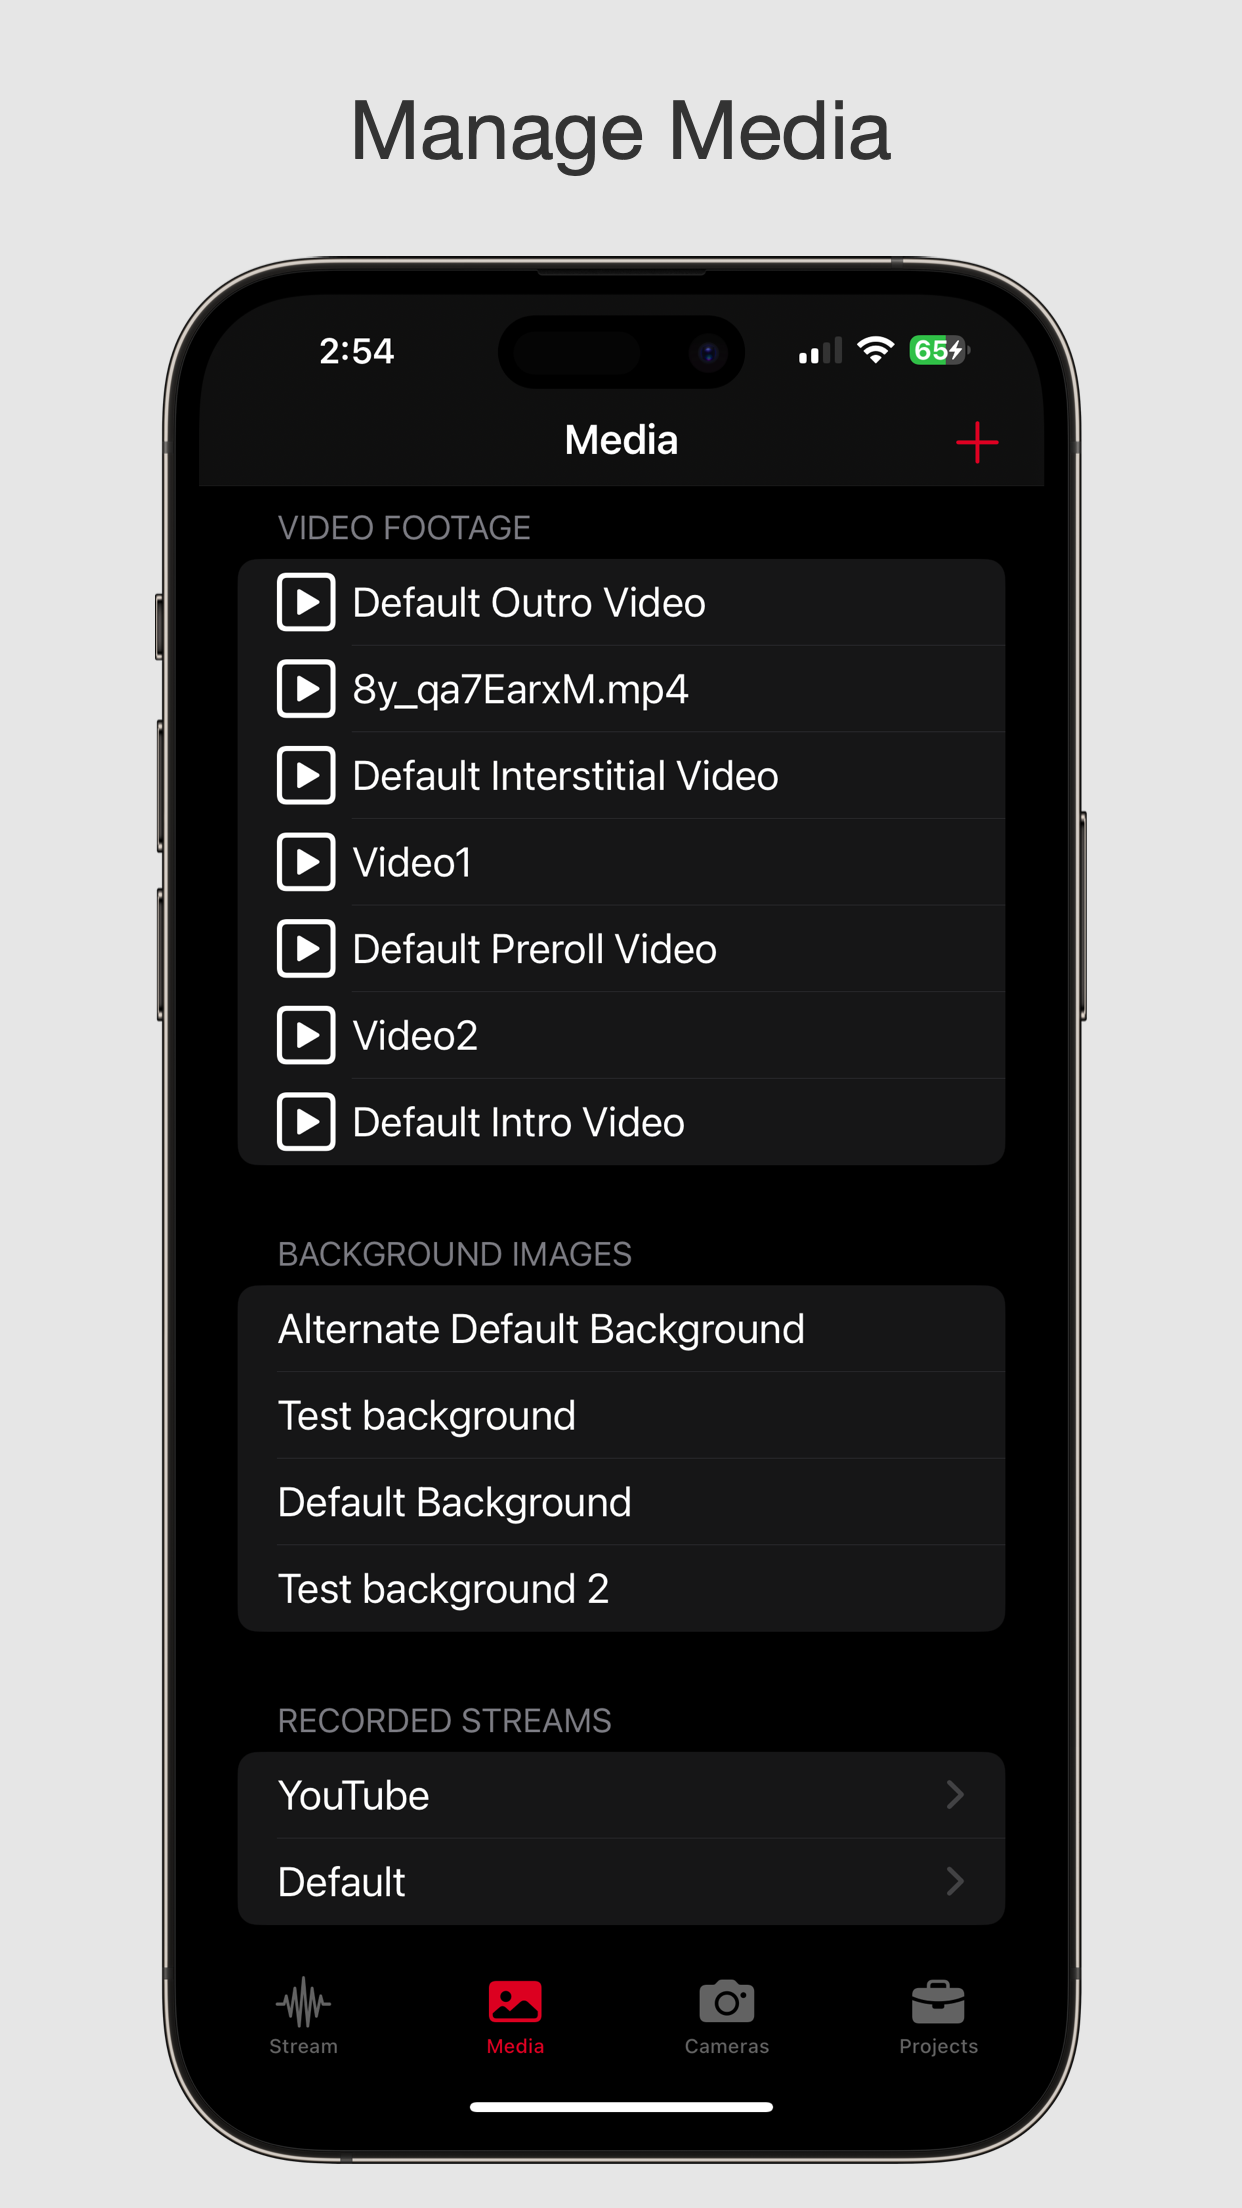 Manage Media
2:54
65
Media
VIDEO FOOTAGE
Default Outro Video
8y_qa7EarxM.mp4
Default Interstitial Video
Video1
Default Preroll Video
Video2
Default Intro Video
BACKGROUND IMAGES
Alternate Default Background
Test background
Default Background
Test background 2
RECORDED STREAMS
YouTube
Default
Stream
Media
Cameras
Projects